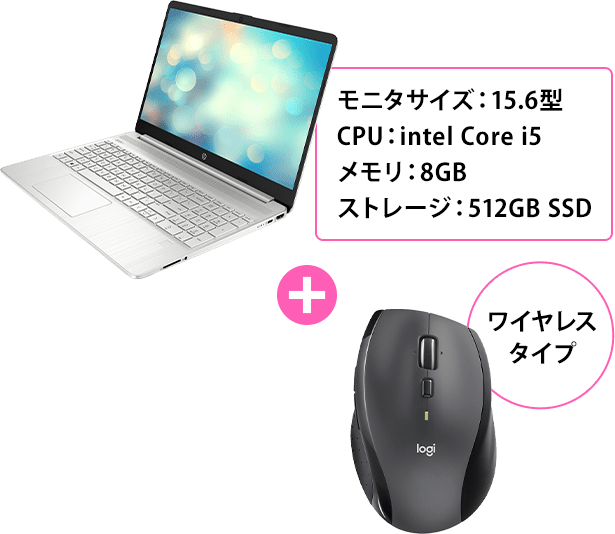 モニタサイズ：15.6型
CPU：intel Core i5
メモリ：8GB
ストレージ：512GB SSD
+
ワイヤレス
タイプ
logi